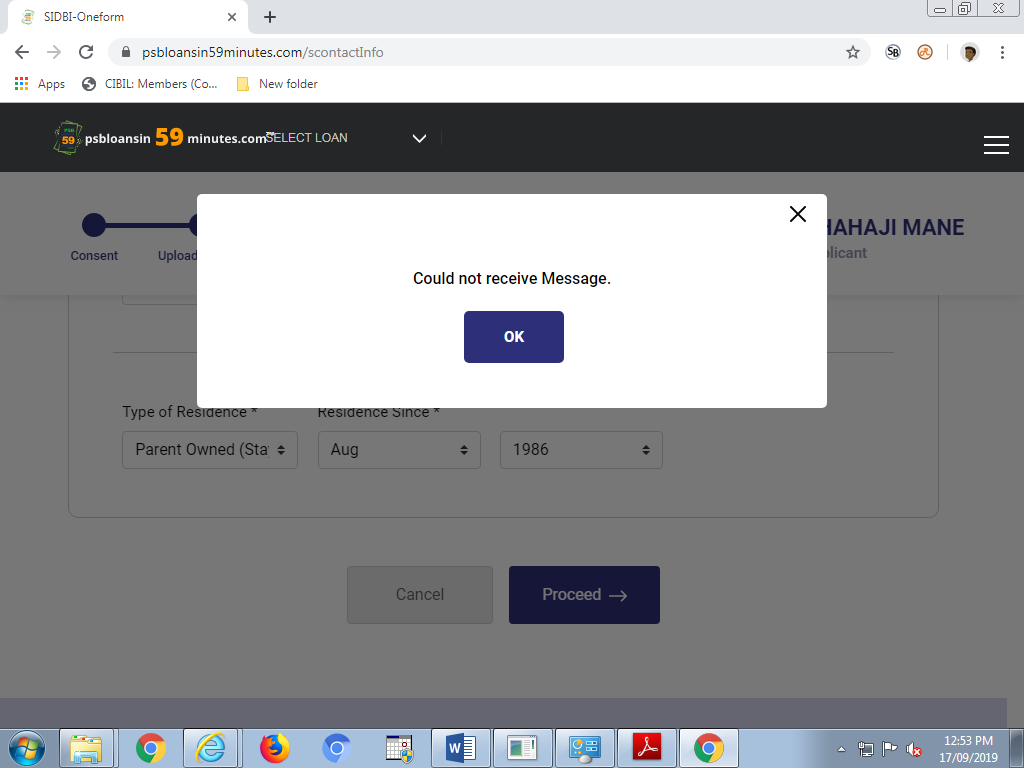 SIDBI-Oneform
psbloansin59minutes.com/scontactInfo
Apps
CIBIL: Members (Co...
New folder
psbloansin 59 minutes.com™
SELECT LOAN
Consent
Upload
HAHAJI MANE
plicant
Could not receive Message.
OK
Type of Residence *
Residence Since *
Parent Owned (Sta
Aug
1986
Cancel
Proceed
12:53 PM
17/09/2019